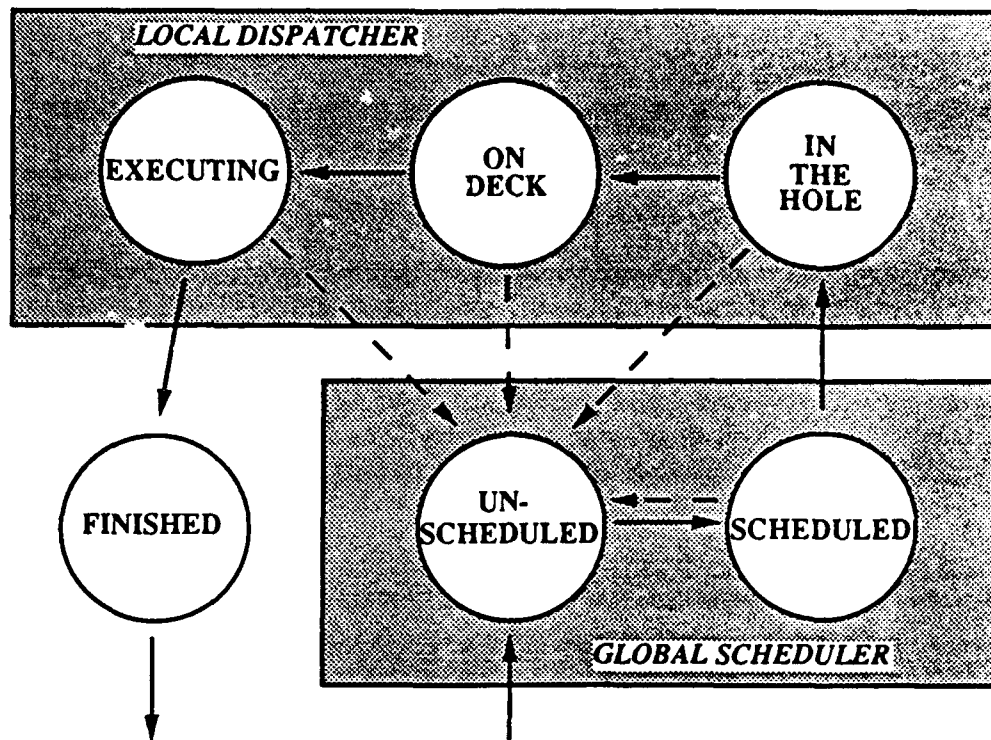 LOCAL DISPATCHER
EXECUTING
ON
DECK
IN
THE
HOLE
FINISHED
UN-
SCHEDULED
SCHEDULED
GLOBAL SCHEDULER